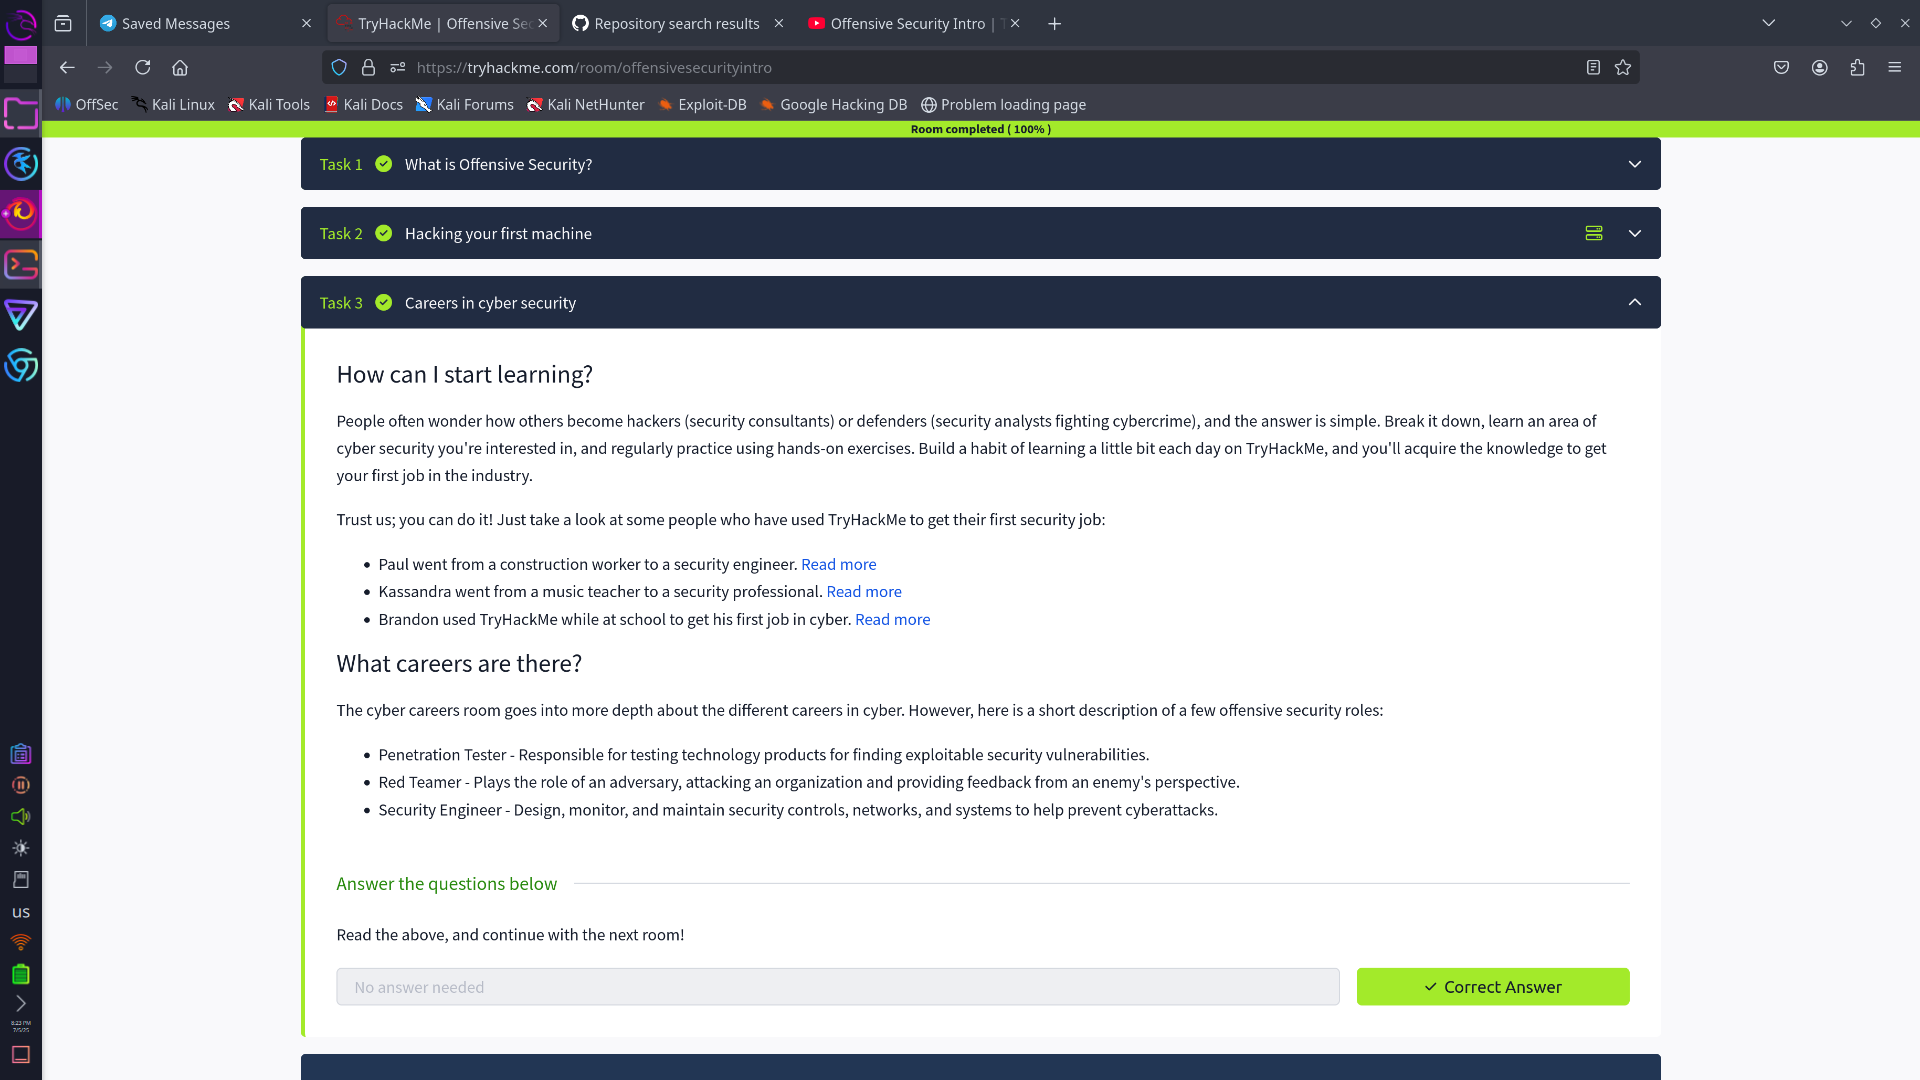 Saved Messages
TryHackMe | Offensive Sec
Repository search results
Offensive Security Intro | T
https://tryhackme.com/room/offensivesecurityintro
OffSec
Kali Linux
Kali Tools
Kali Docs
Kali Forums
Kali NetHunter
Exploit-DB
Google Hacking DB
Problem loading page
Room completed ( 100% )
Task 1 What is Offensive Security?
Task 2 Hacking your first machine
Task 3 Careers in cyber security
How can I start learning?
People often wonder how others become hackers (security consultants) or defenders (security analysts fighting cybercrime), and the answer is simple. Break it down, learn an area of
cyber security you're interested in, and regularly practice using hands-on exercises. Build a habit of learning a little bit each day on TryHackMe, and you'll acquire the knowledge to get
your first job in the industry.
Trust us; you can do it! Just take a look at some people who have used TryHackMe to get their first security job:
• Paul went from a construction worker to a security engineer. Read more
• Kassandra went from a music teacher to a security professional. Read more
• Brandon used TryHackMe while at school to get his first job in cyber. Read more
What careers are there?
The cyber careers room goes into more depth about the different careers in cyber. However, here is a short description of a few offensive security roles:
• Penetration Tester - Responsible for testing technology products for finding exploitable security vulnerabilities.
• Red Teamer - Plays the role of an adversary, attacking an organization and providing feedback from an enemy's perspective.
• Security Engineer - Design, monitor, and maintain security controls, networks, and systems to help prevent cyberattacks.
Answer the questions below
Read the above, and continue with the next room!
No answer needed
Correct Answer
us
8:23 PM
7/5/25